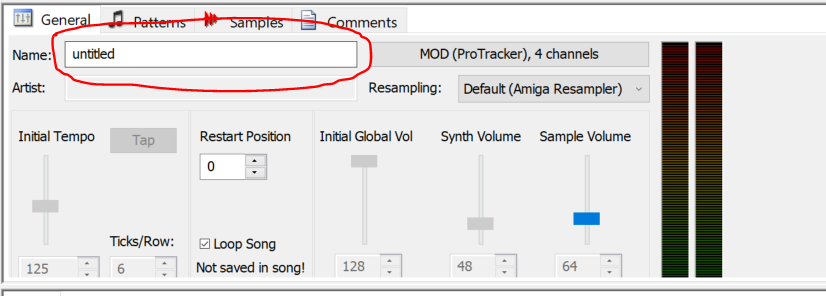 General Patterns Samples Comments
Name: untitled MOD (ProTracker), 4 channels
Artist: Resampling: Default (Amiga Resampler)
Initial Tempo Tap Restart Position Initial Global Vol Synth Volume Sample Volume
0
Ticks/Row: Loop Song
125 6 Not saved in song! 128 48 64